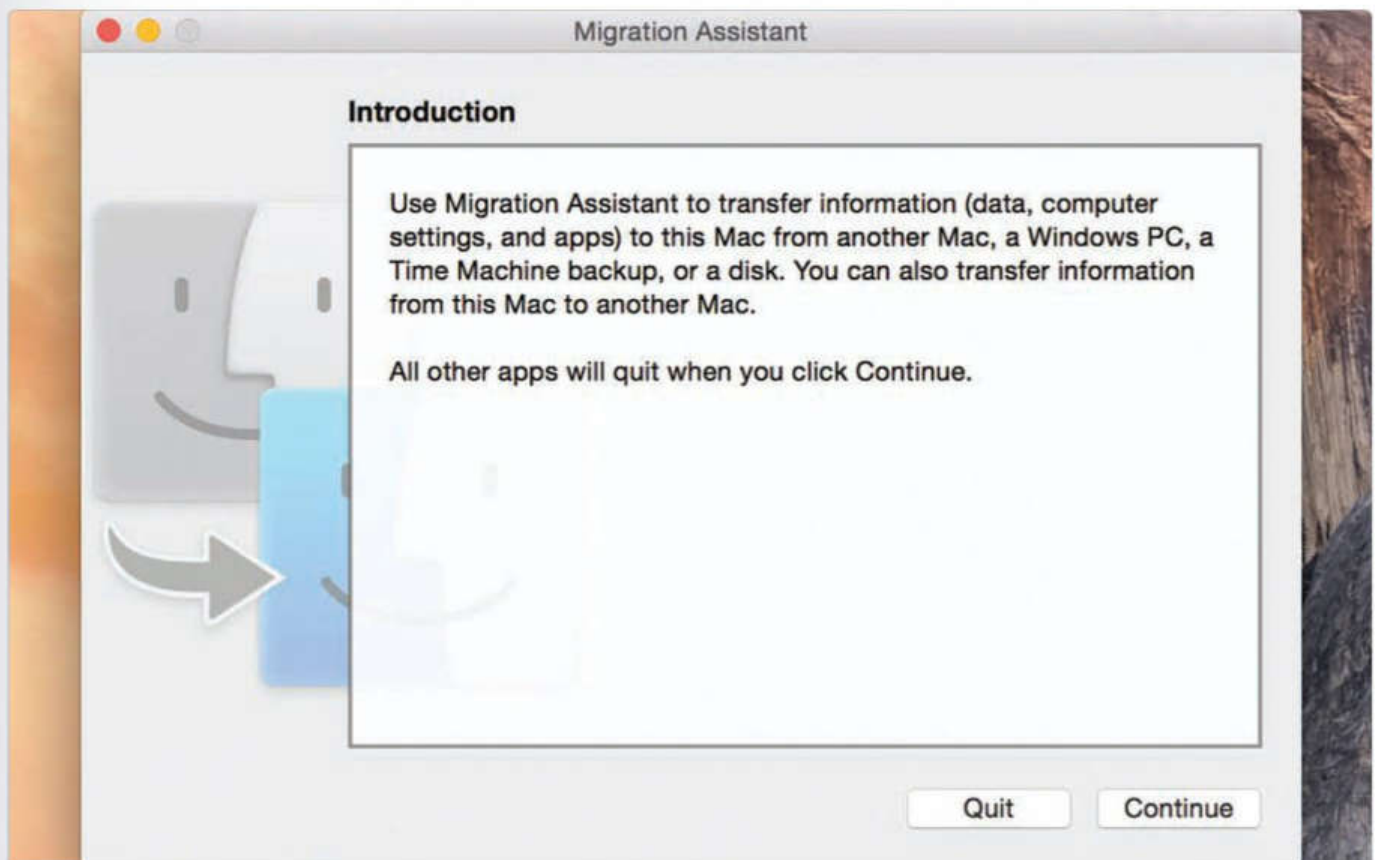 Migration Assistant
Introduction
Use Migration Assistant to transfer information (data, computer
settings, and apps) to this Mac from another Mac, a Windows PC, a
Time Machine backup, or a disk. You can also transfer information
from this Mac to another Mac.
All other apps will quit when you click Continue.
Quit
Continue